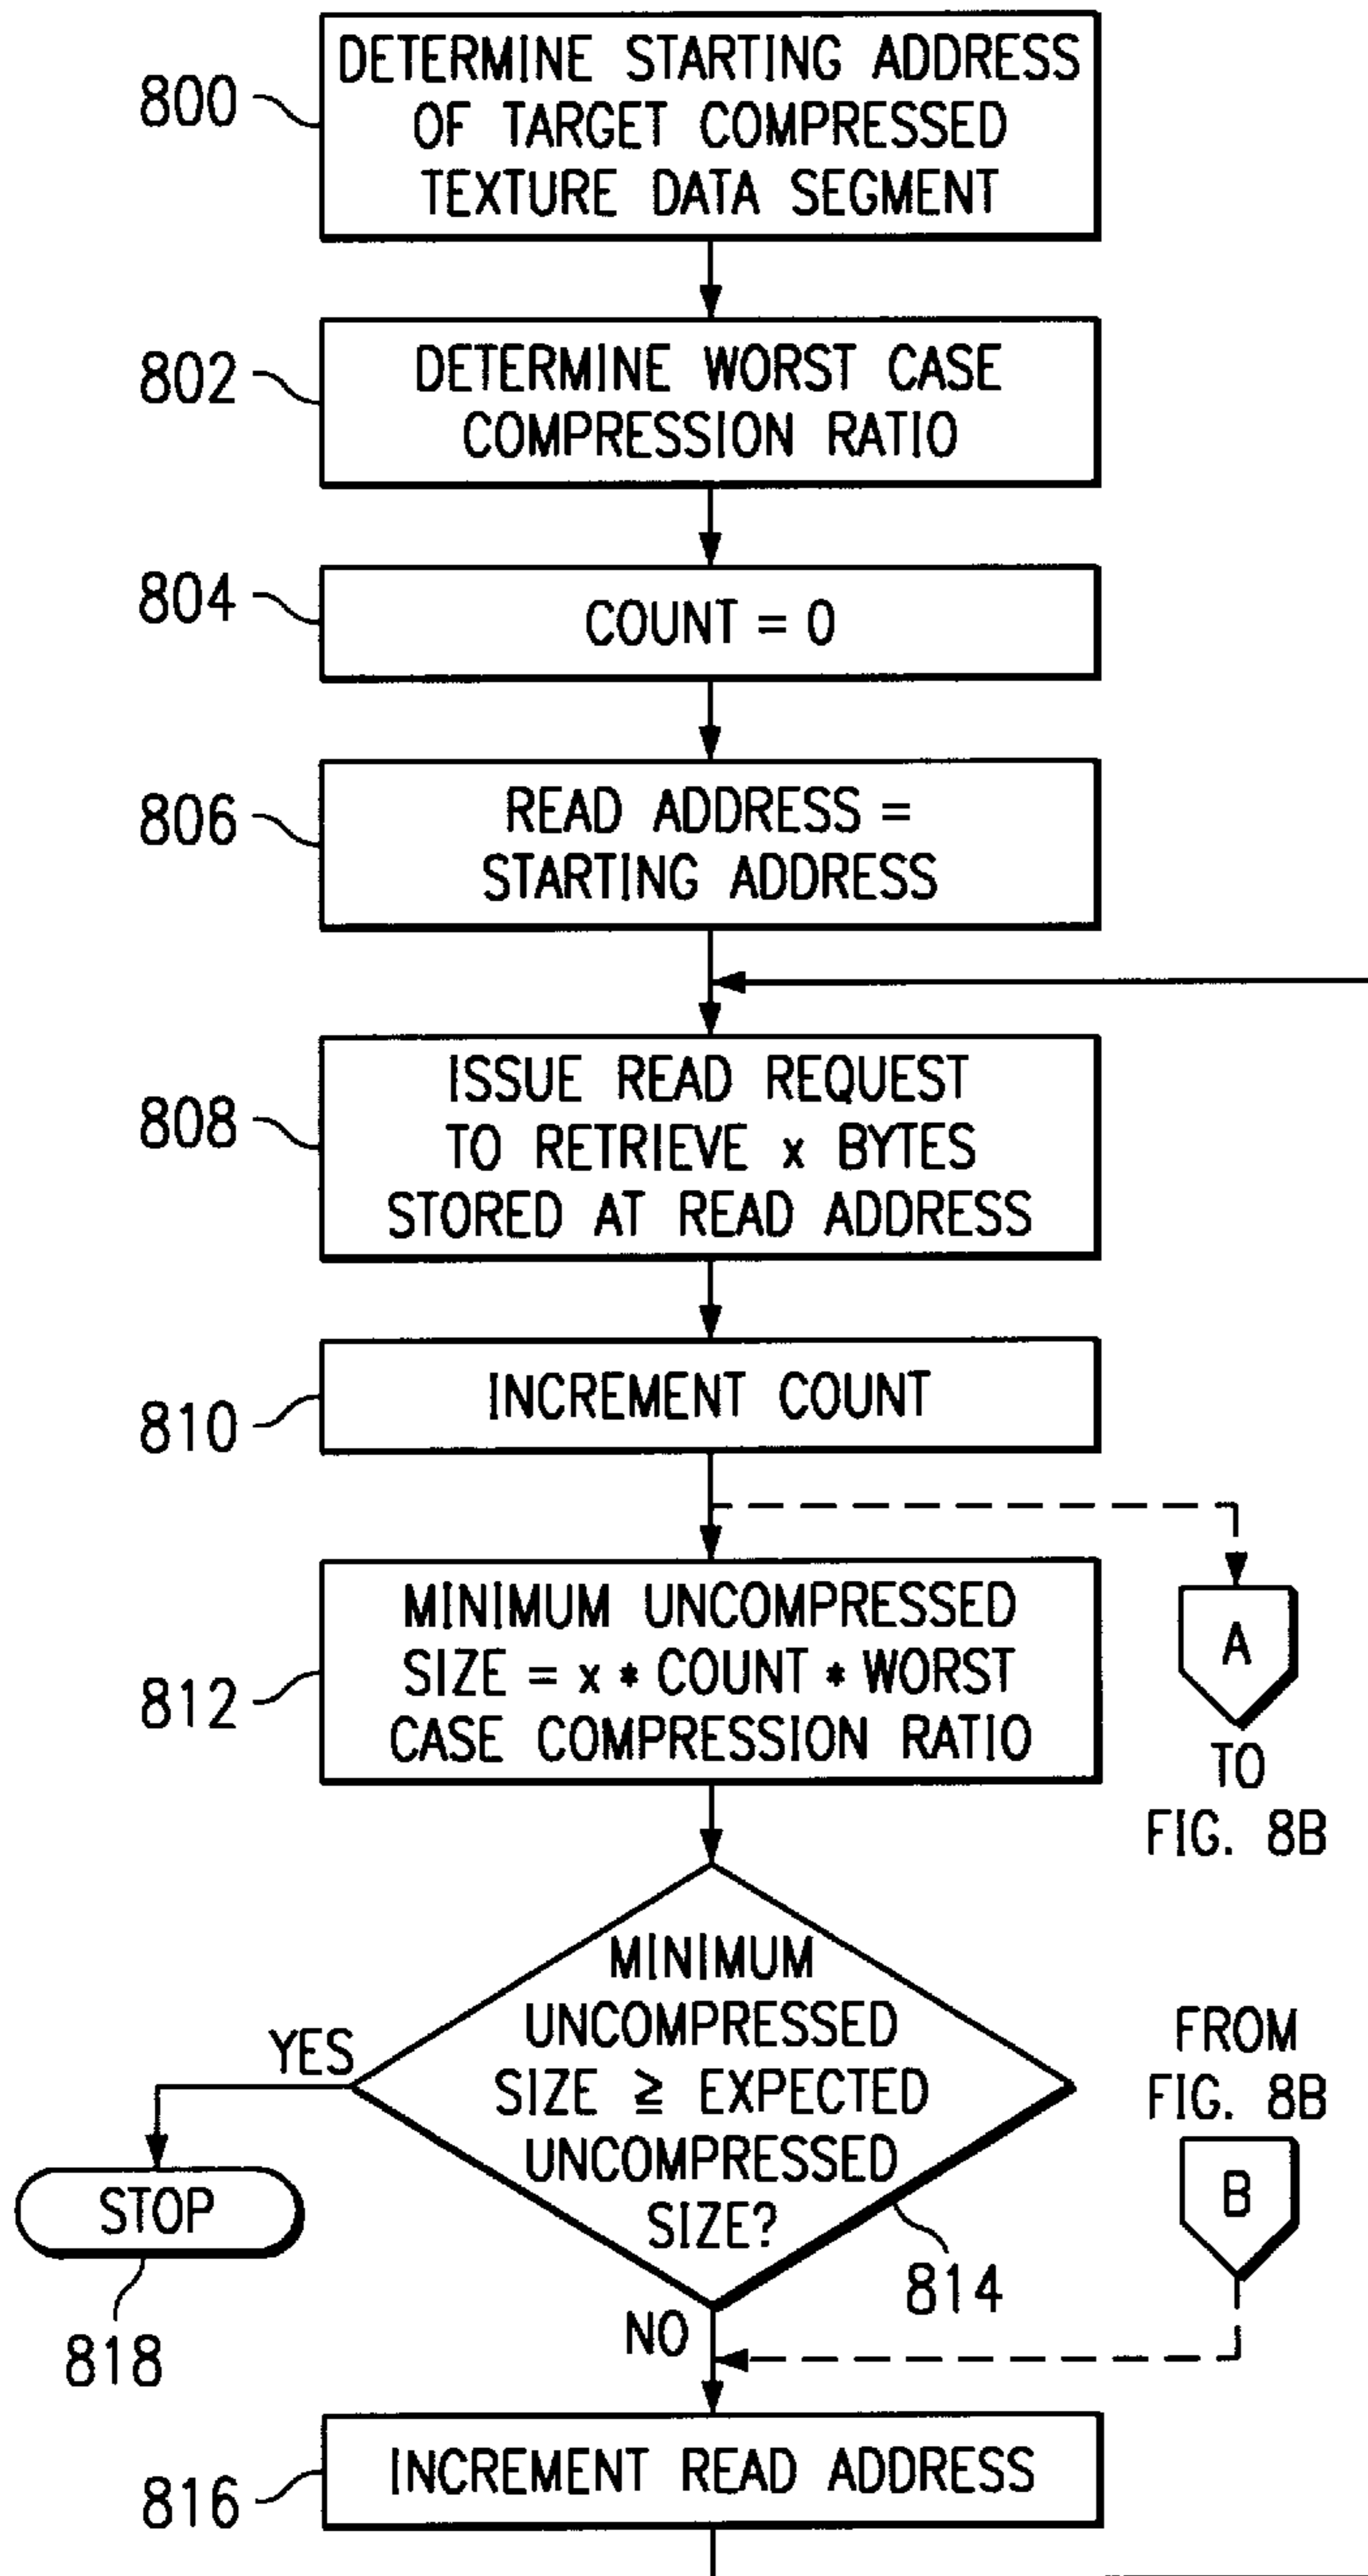 800
DETERMINE STARTING ADDRESS
OF TARGET COMPRESSED
TEXTURE DATA SEGMENT
802
DETERMINE WORST CASE
COMPRESSION RATIO
804
COUNT = 0
806
READ ADDRESS =
STARTING ADDRESS
808
ISSUE READ REQUEST
TO RETRIEVE x BYTES
STORED AT READ ADDRESS
810
INCREMENT COUNT
812
MINIMUM UNCOMPRESSED
SIZE = x * COUNT * WORST
CASE COMPRESSION RATIO
A
TO
FIG. 8B
MINIMUM
UNCOMPRESSED
SIZE ≧ EXPECTED
UNCOMPRESSED
SIZE?
814
YES
STOP
818
NO
FROM
FIG. 8B
B
816
INCREMENT READ ADDRESS